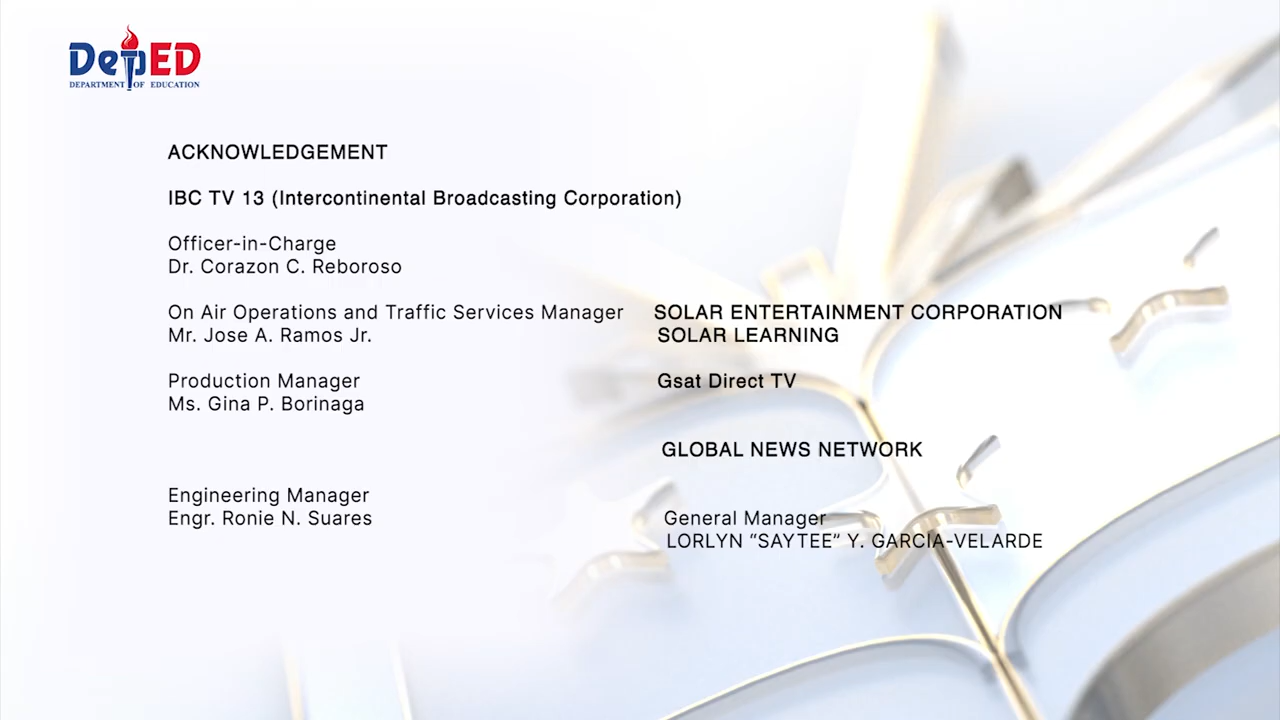 DepED
DEPARTMENT OF EDUCATION
ACKNOWLEDGEMENT
IBC TV 13 (Intercontinental Broadcasting Corporation)
Officer-in-Charge
Dr. Corazon C. Reboroso
On Air Operations and Traffic Services Manager
Mr. Jose A. Ramos Jr.
Production Manager
Ms. Gina P. Borinaga
Engineering Manager
Engr. Ronie N. Suares
SOLAR ENTERTAINMENT CORPORATION
SOLAR LEARNING
Gsat Direct TV
GLOBAL NEWS NETWORK
General Manager
LORLYN “SAYTEE” Y. GARCIA-VELARDE